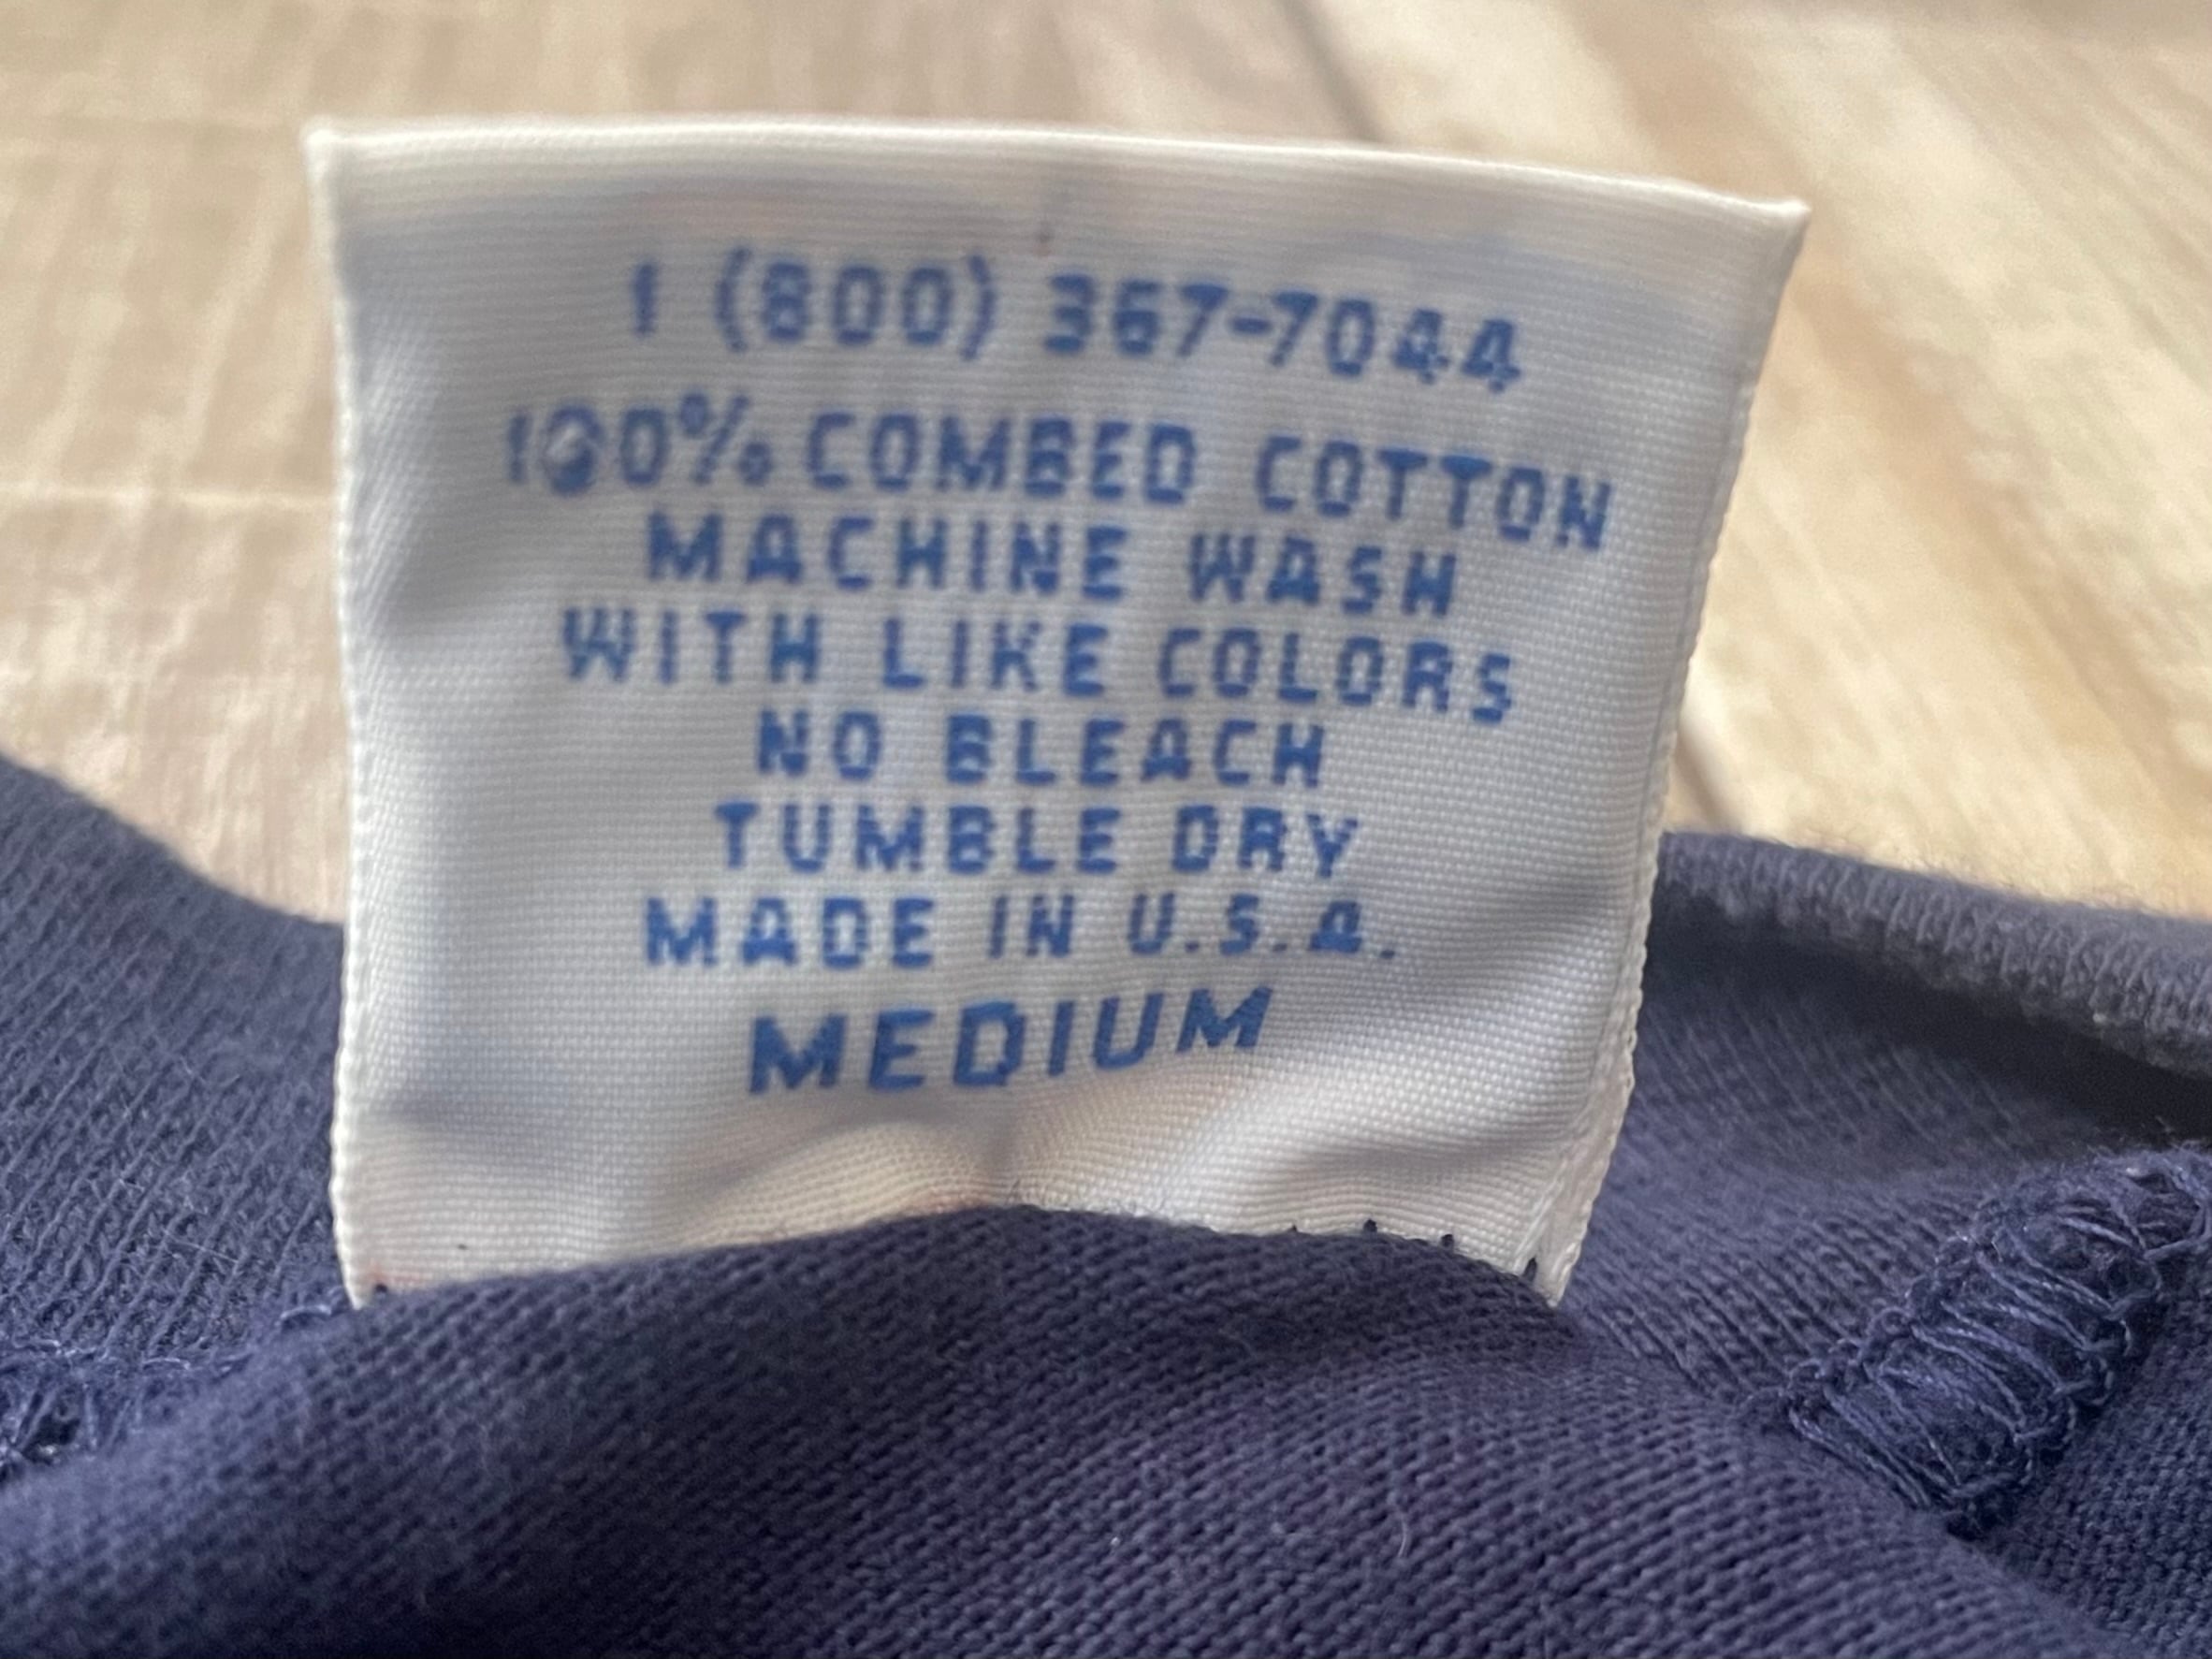 1 (800) 367-7044
100% COMBED COTTON
MACHINE WASH
WITH LIKE COLORS
NO BLEACH
TUMBLE DRY
MADE IN U.S.A.
MEDIUM